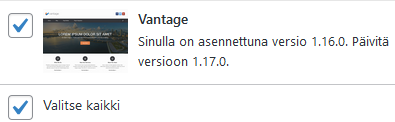 Vantage
Sinulla on asennettuna versio 1.16.0. Päivitä
versioon 1.17.0.
Valitse kaikki